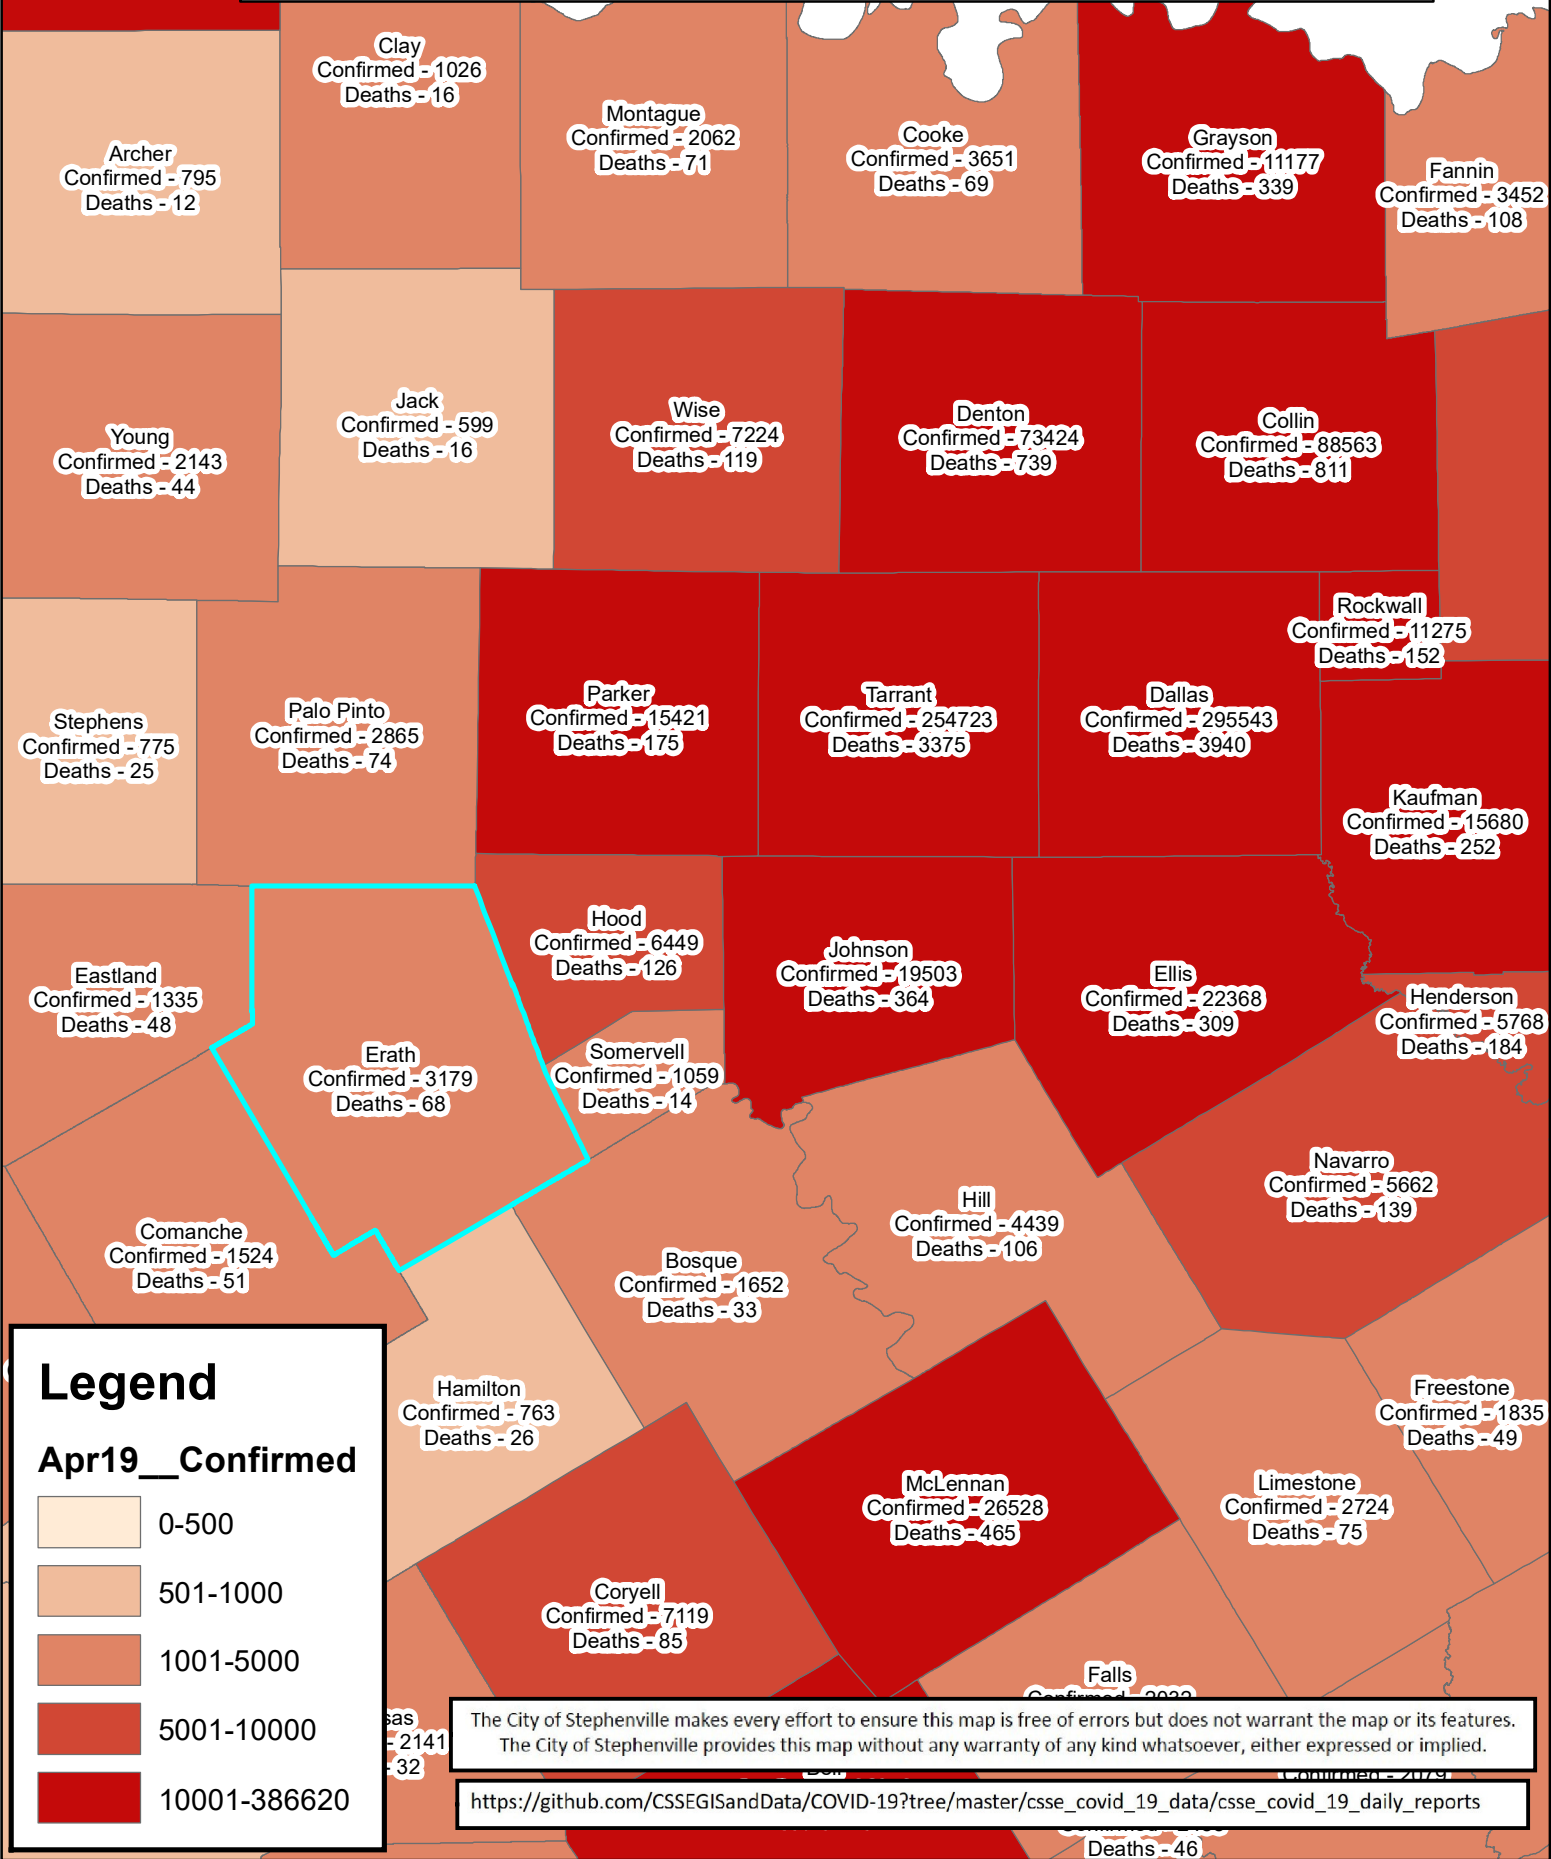 Clay
Confirmed - 1026
Deaths - 16
Montague
Confirmed - 2062
Deaths - 71
Cooke
Confirmed - 3651
Deaths - 69
Grayson
Confirmed - 11177
Deaths - 339
Archer
Confirmed - 795
Deaths - 12
Fannin
Confirmed - 3452
Deaths - 108
Young
Confirmed - 2143
Deaths - 44
Jack
Confirmed - 599
Deaths - 16
Wise
Confirmed - 7224
Deaths - 119
Denton
Confirmed - 73424
Deaths - 739
Collin
Confirmed - 88563
Deaths - 811
Rockwall
Confirmed - 11275
Deaths - 152
Stephens
Confirmed - 775
Deaths - 25
Palo Pinto
Confirmed - 2865
Deaths - 74
Parker
Confirmed - 15421
Deaths - 175
Tarrant
Confirmed - 254723
Deaths - 3375
Dallas
Confirmed - 295543
Deaths - 3940
Kaufman
Confirmed - 15680
Deaths - 252
Eastland
Confirmed - 1335
Deaths - 48
Erath
Confirmed - 3179
Deaths - 68
Hood
Confirmed - 6449
Deaths - 126
Somervell
Confirmed - 1059
Deaths - 14
Johnson
Confirmed - 19503
Deaths - 364
Ellis
Confirmed - 22368
Deaths - 309
Henderson
Confirmed - 5768
Deaths - 184
Navarro
Confirmed - 5662
Deaths - 139
Comanche
Confirmed - 1524
Deaths - 51
Bosque
Confirmed - 1652
Deaths - 33
Hill
Confirmed - 4439
Deaths - 106
Hamilton
Confirmed - 763
Deaths - 26
McLennan
Confirmed - 26528
Deaths - 465
Limestone
Confirmed - 2724
Deaths - 75
Freestone
Confirmed - 1835
Deaths - 49
Coryell
Confirmed - 7119
Deaths - 85
Falls
sas
- 2141
- 32
Deaths - 46
Legend
Apr19__Confirmed
0-500
501-1000
1001-5000
5001-10000
10001-386620
The City of Stephenville makes every effort to ensure this map is free of errors but does not warrant the map or its features.
The City of Stephenville provides this map without any warranty of any kind whatsoever, either expressed or implied.
https://github.com/CSSEGISandData/COVID-19?tree/master/csse_covid_19_data/csse_covid_19_daily_reports